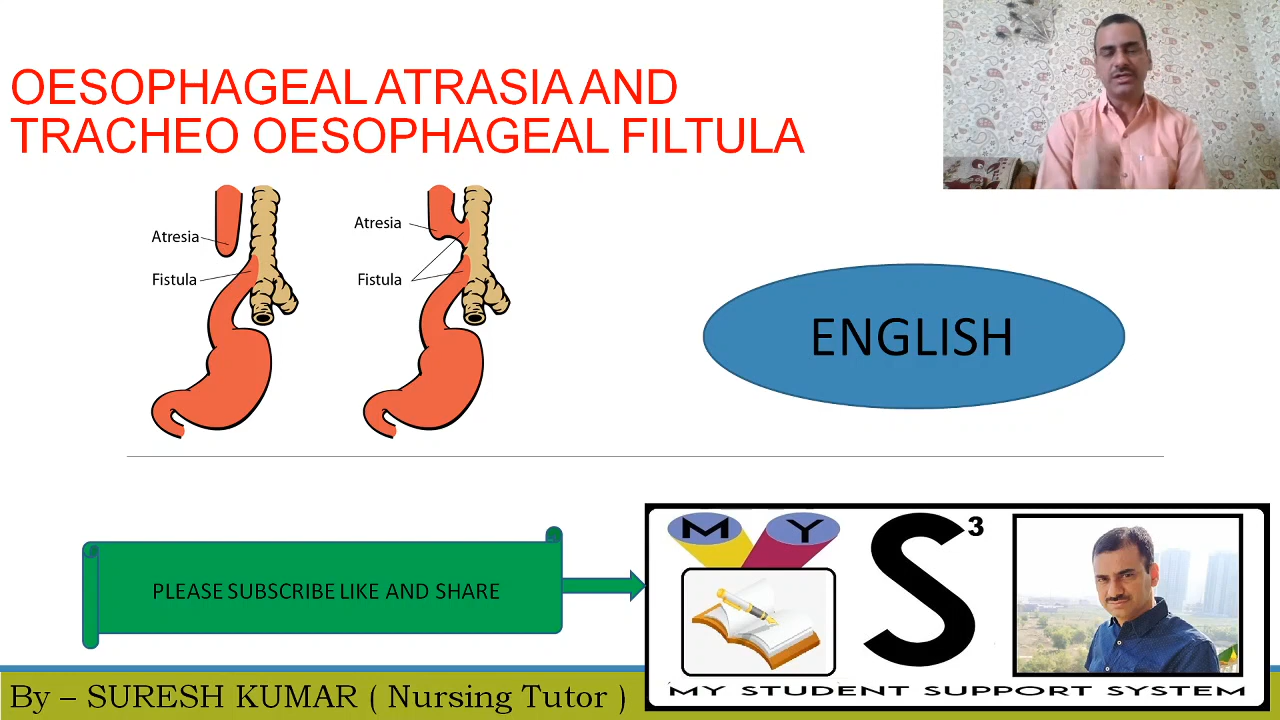 OESOPHAGEAL ATRASIA AND
TRACHEO OESOPHAGEAL FILTULA
Atresia
Fistula
Atresia
Fistula
ENGLISH
PLEASE SUBSCRIBE LIKE AND SHARE
M Y
S³
MY STUDENT SUPPORT SYSTEM
By – SURESH KUMAR ( Nursing Tutor )